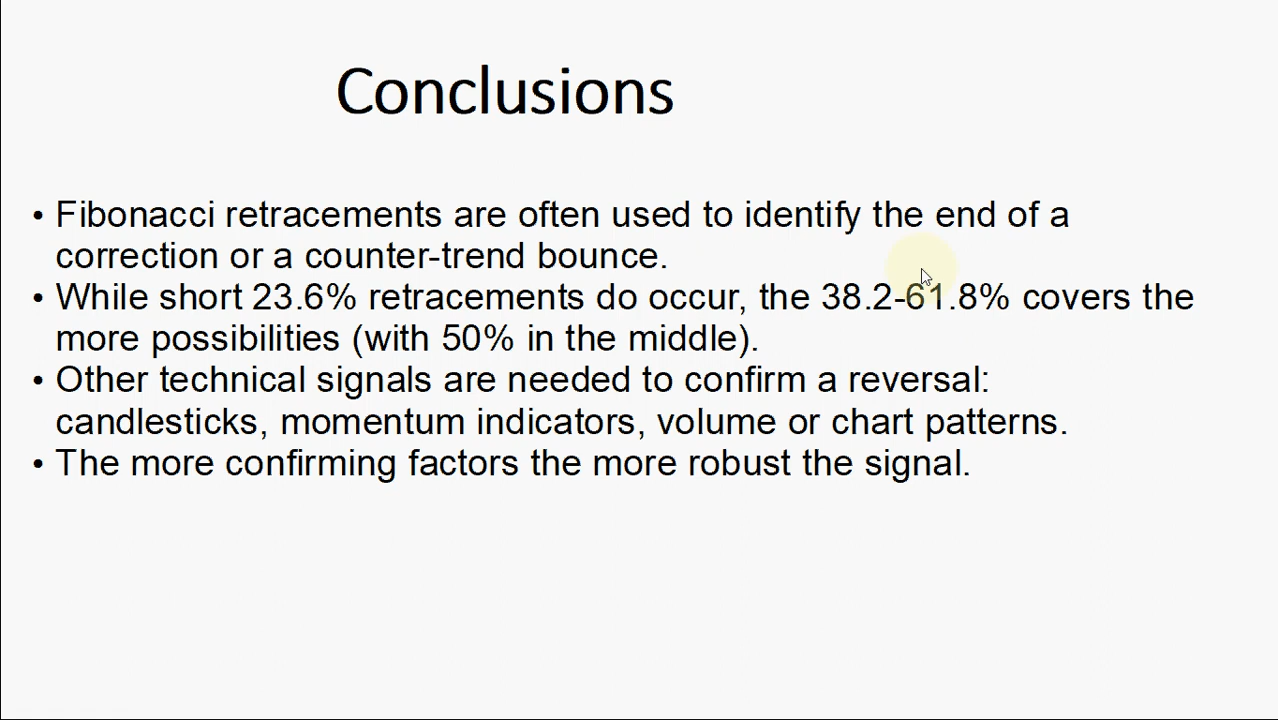 Conclusions
• Fibonacci retracements are often used to identify the end of a
correction or a counter-trend bounce.
• While short 23.6% retracements do occur, the 38.2-61.8% covers the
more possibilities (with 50% in the middle).
• Other technical signals are needed to confirm a reversal:
candlesticks, momentum indicators, volume or chart patterns.
• The more confirming factors the more robust the signal.